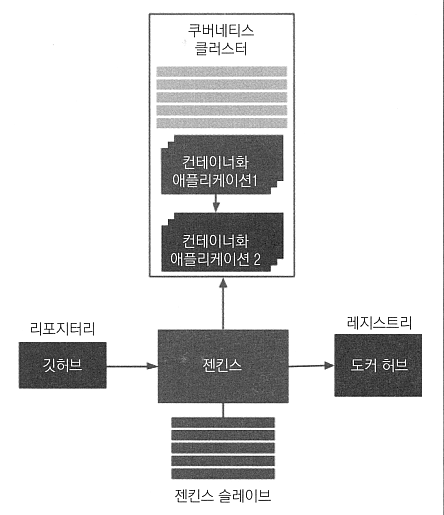 쿠버네티스
클러스터
컨테이너화
애플리케이션1
컨테이너화
애플리케이션 2
리포지터리
깃허브
젠킨스
레지스트리
도커 허브
젠킨스 슬레이브